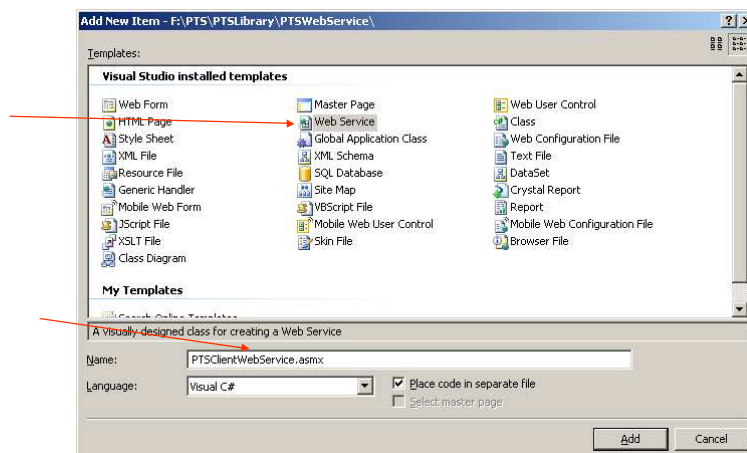 Add New Item - F:\PTS\PTSLibrary\PTSWebService\
Templates:
Visual Studio installed templates
Web Form Master Page Web User Control
HTML Page Web Service Class
Style Sheet Global Application Class Web Configuration File
XML File XML Schema Text File
Resource File SQL Database DataSet
Generic Handler Site Map Crystal Report
Mobile Web Form VBScript File Report
JScript File Mobile Web User Control Mobile Web Configuration File
XSLT File Skin File Browser File
Class Diagram
My Templates
Search Online Templates
A visually designed class for creating a Web Service
Name: PTSClientWebService.asmx
Language: Visual C# Place code in separate file
Select master page
Add Cancel